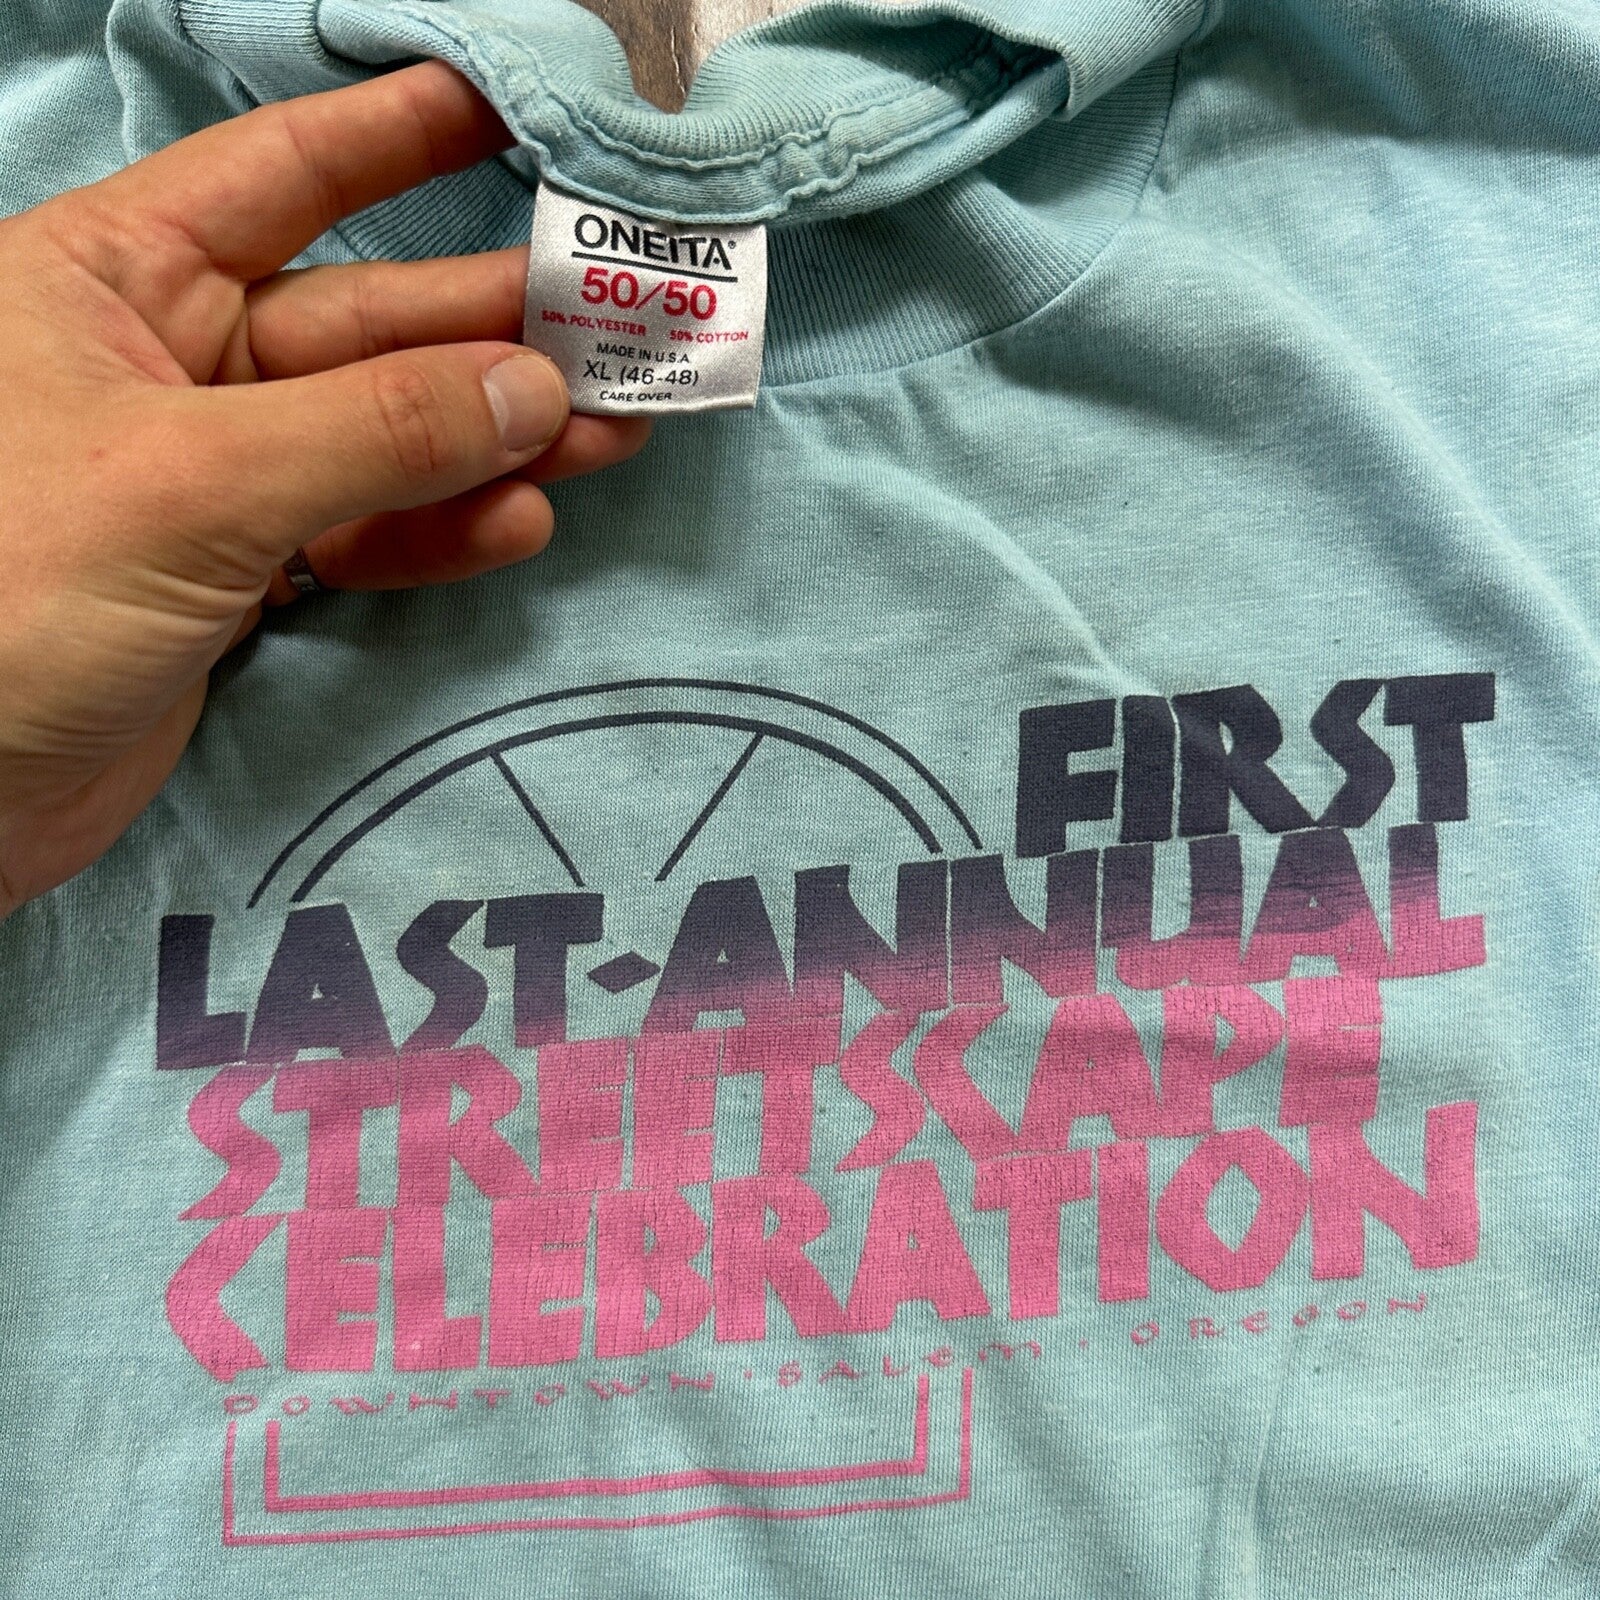 ONEITA®
50/50
50% POLYESTER 50% COTTON
MADE IN U.S.A
XL (46-48)
CARE OVER
FIRST
LAST-ANNUAL
STREETSCAPE
CELEBRATION
DOWNTOWN · SALEM · OREGON